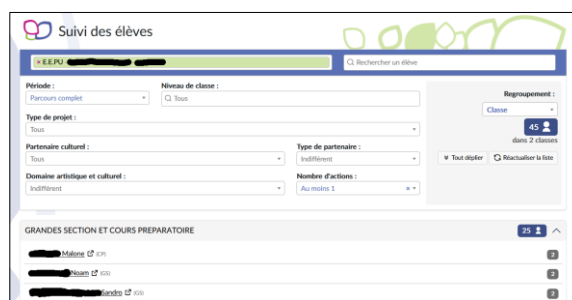 Suivi des élèves
× E.E.PU
Rechercher un élève
Période :
Parcours complet
Niveau de classe :
Tous
Type de projet :
Tous
Partenaire culturel :
Tous
Type de partenaire :
Indifférent
Domaine artistique et culturel :
Indifférent
Nombre d'actions :
Au moins 1
Regroupement :
Classe
45
dans 2 classes
Tout déplier
Réactualiser la liste
GRANDES SECTION ET COURS PREPARATOIRE
25
Malone (CP)
2
Noam (GS)
2
Sandro (GS)
2